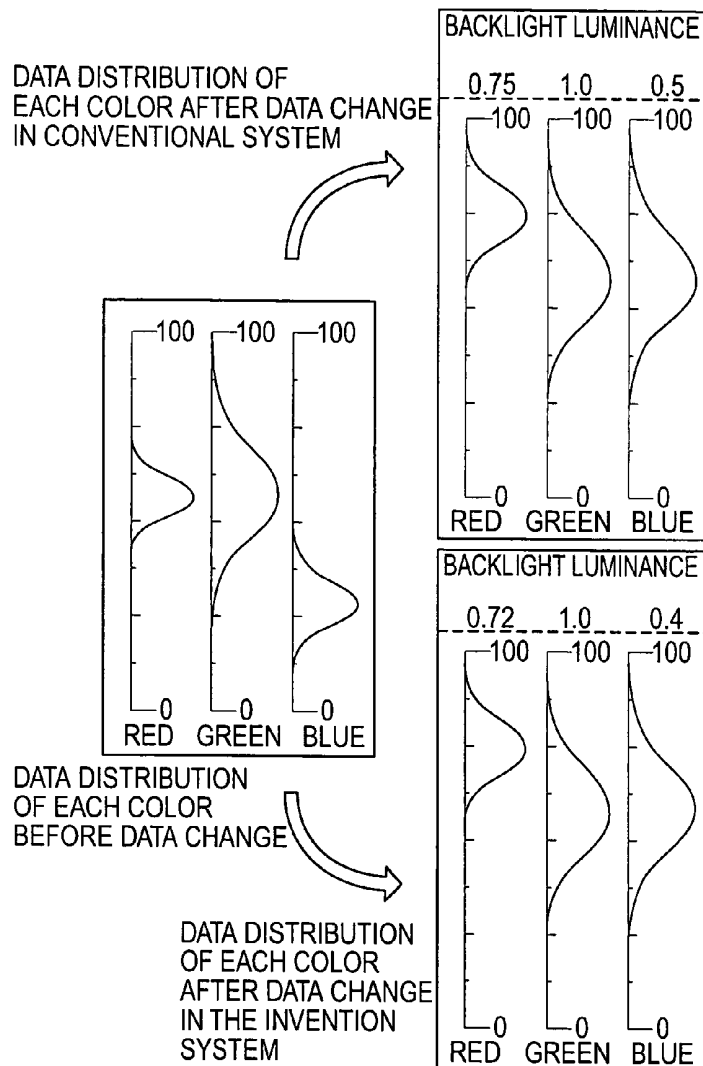 BACKLIGHT LUMINANCE
0.75 1.0 0.5
DATA DISTRIBUTION OF
EACH COLOR AFTER DATA CHANGE
IN CONVENTIONAL SYSTEM
100 100 100
0 0 0
RED GREEN BLUE
100 100 100
0 0 0
RED GREEN BLUE
DATA DISTRIBUTION
OF EACH COLOR
BEFORE DATA CHANGE
BACKLIGHT LUMINANCE
0.72 1.0 0.4
100 100 100
0 0 0
RED GREEN BLUE
DATA DISTRIBUTION
OF EACH COLOR
AFTER DATA CHANGE
IN THE INVENTION
SYSTEM